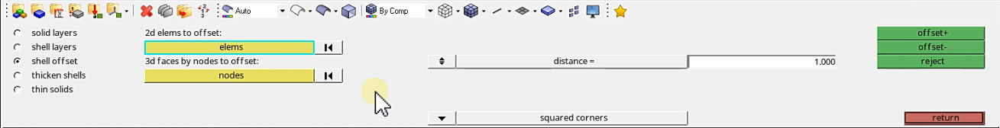 Auto By Comp
solid layers 2d elems to offset: offset+
shell layers elems offset-
shell offset 3d faces by nodes to offset: distance = 1.000 reject
thicken shells nodes
thin solids
squared corners return